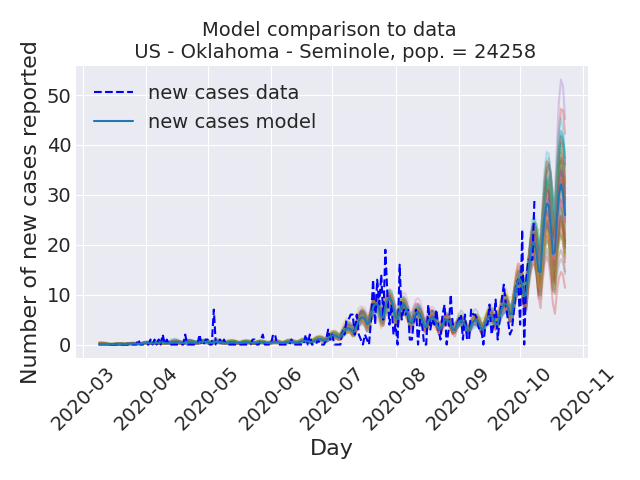 Model comparison to data
US - Oklahoma - Seminole, pop. = 24258
Number of new cases reported
50
40
30
20
10
0
new cases data
new cases model
2020-03
2020-04
2020-05
2020-06
2020-07
2020-08
2020-09
2020-10
2020-11
Day